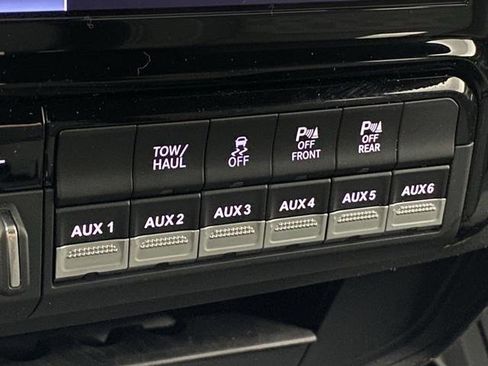 TOW/
HAUL
OFF
P
OFF
FRONT
P
OFF
REAR
AUX 1
AUX 2
AUX 3
AUX 4
AUX 5
AUX 6